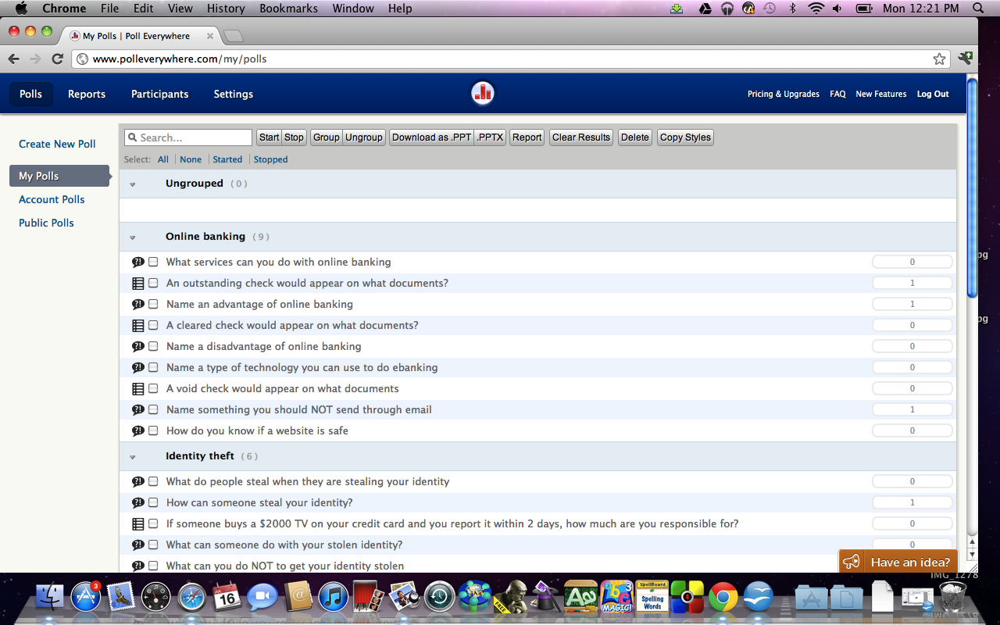 Chrome File Edit View History Bookmarks Window Help Mon 12:21 PM
My Polls | Poll Everywhere
www.polleverywhere.com/my/polls
Polls Reports Participants Settings Pricing & Upgrades FAQ New Features Log Out
Create New Poll
My Polls
Account Polls
Public Polls
Search... Start Stop Group Ungroup Download as .PPT .PPTX Report Clear Results Delete Copy Styles
Select: All None Started Stopped
Ungrouped (0)
Online banking (9)
What services can you do with online banking 0
An outstanding check would appear on what documents? 1
Name an advantage of online banking 1
A cleared check would appear on what documents? 0
Name a disadvantage of online banking 0
Name a type of technology you can use to do ebanking 0
A void check would appear on what documents 0
Name something you should NOT send through email 1
How do you know if a website is safe 0
Identity theft (6)
What do people steal when they are stealing your identity 0
How can someone steal your identity? 1
If someone buys a $2000 TV on your credit card and you report it within 2 days, how much are you responsible for? 0
What can someone do with your stolen identity? 0
What can you do NOT to get your identity stolen
Have an idea?
pg
pg
IMG_1278
3
JUL
16
FREE
MAGIC!
SpellBoard
Spelling
Words